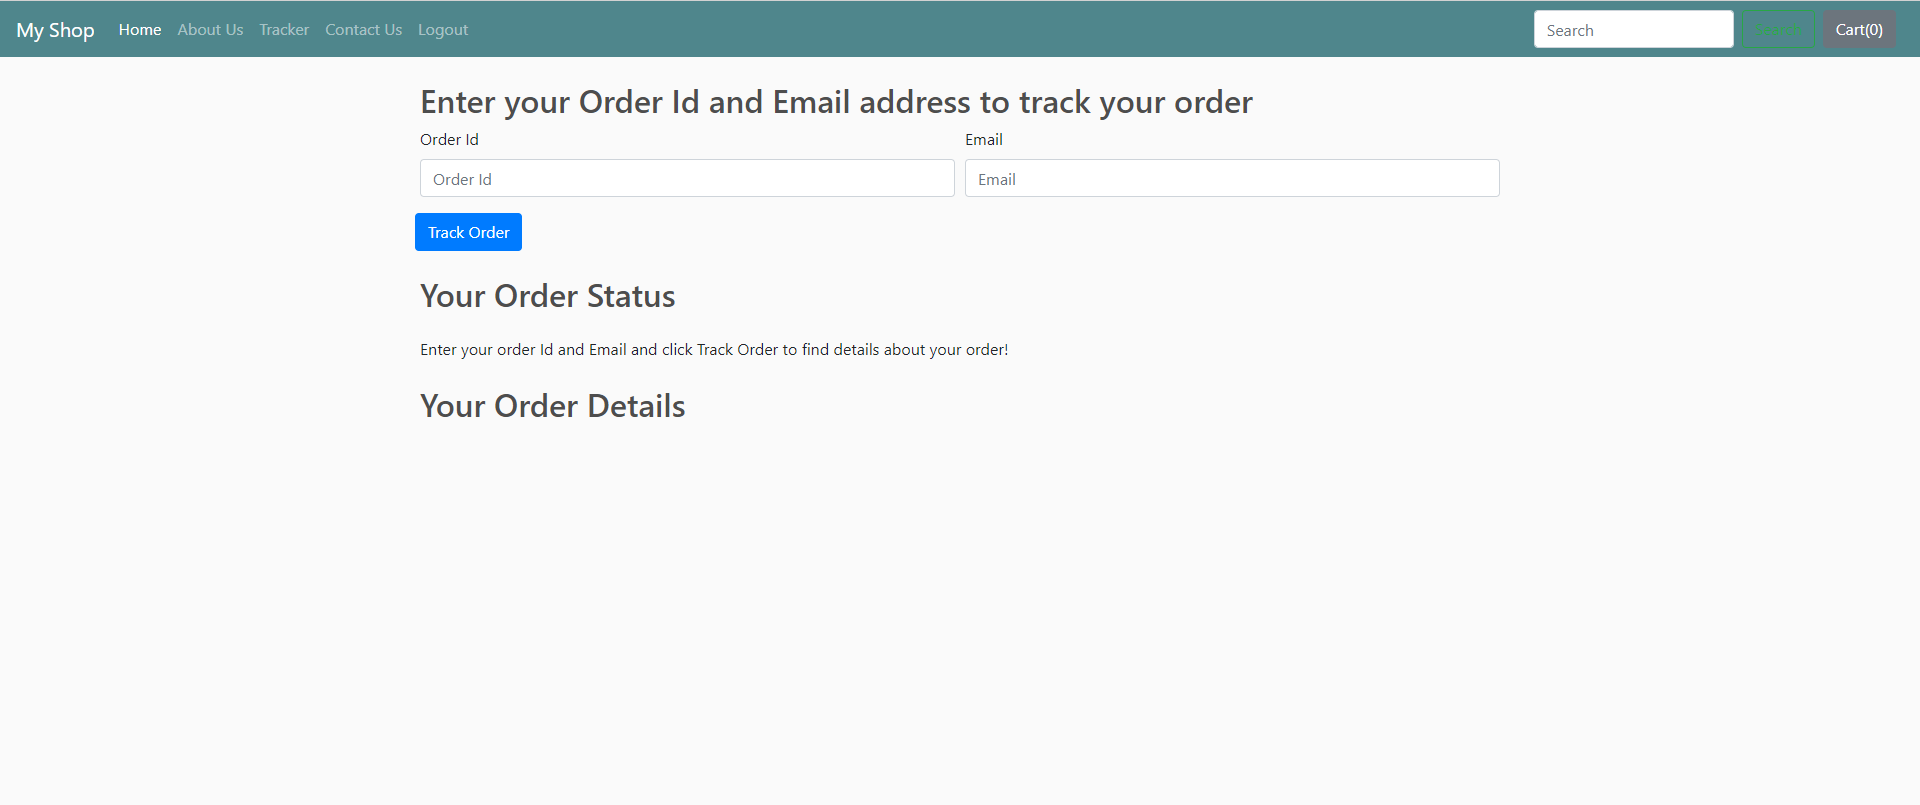 My Shop Home About Us Tracker Contact Us Logout Search Search Cart(0)
Enter your Order Id and Email address to track your order
Order Id Email
Order Id Email
Track Order
Your Order Status
Enter your order Id and Email and click Track Order to find details about your order!
Your Order Details